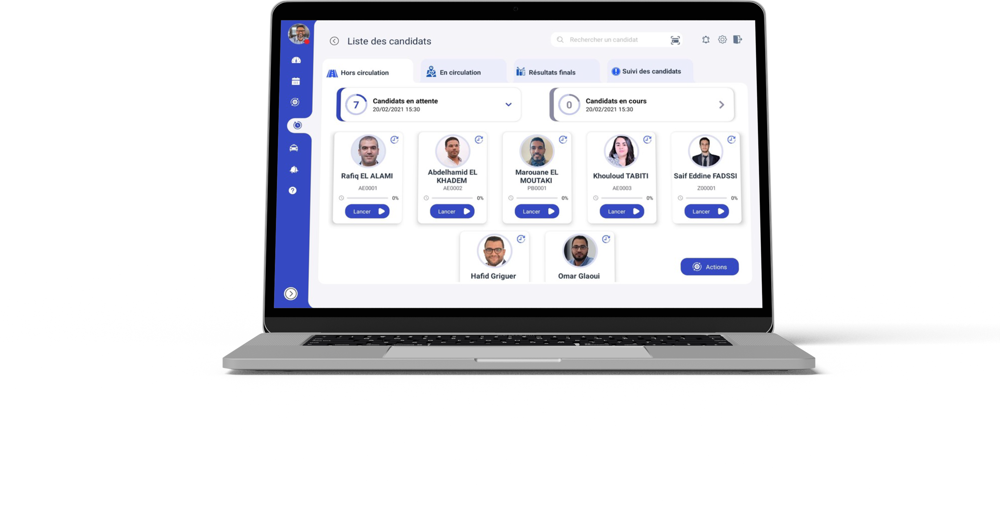 Liste des candidats
Rechercher un candidat
Hors circulation
En circulation
Résultats finals
Suivi des candidats
7
Candidats en attente
20/02/2021 15:30
0
Candidats en cours
20/02/2021 15:30
Rafiq EL ALAMI
AE0001
0%
Lancer
Abdelhamid EL
KHADEM
AE0002
0%
Lancer
Marouane EL
MOUTAKI
PB0001
0%
Lancer
Khouloud TABITI
AE0003
0%
Lancer
Saif Eddine FADSSI
Z00001
0%
Lancer
Hafid Griguer
Omar Glaoui
Actions